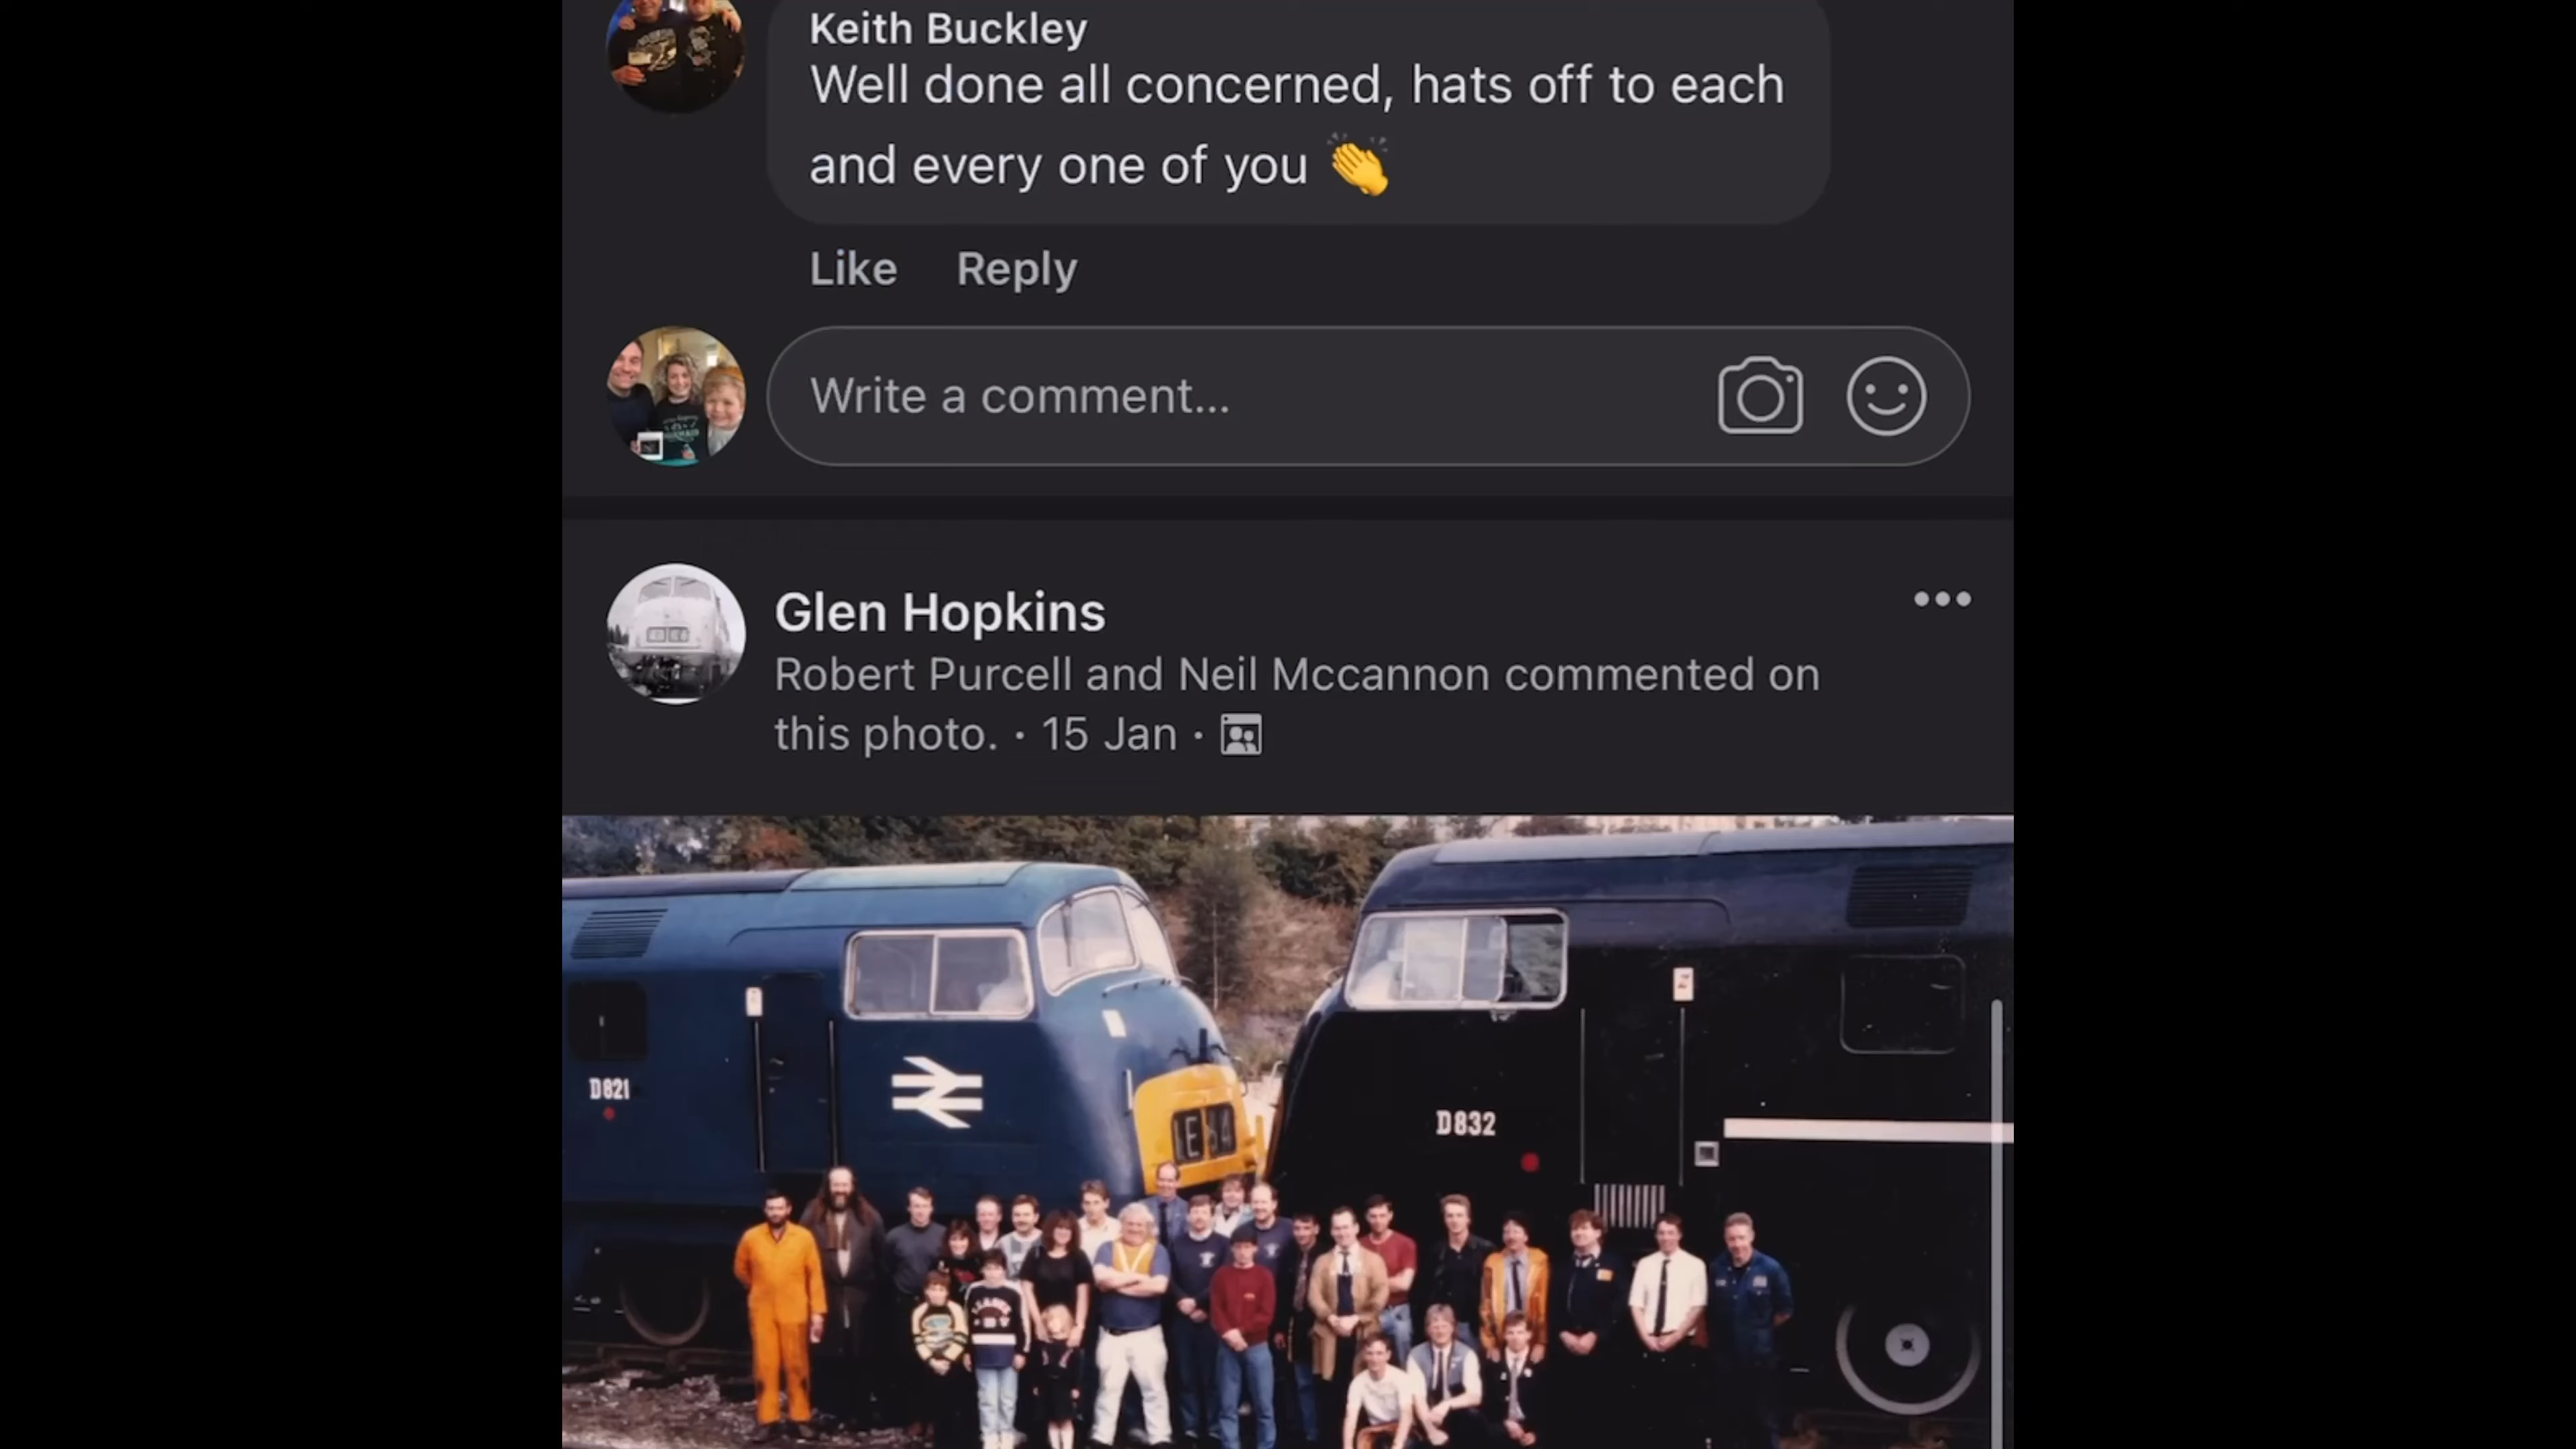 Keith Buckley
Well done all concerned, hats off to each
and every one of you 👏
Like Reply
Write a comment...
Glen Hopkins
Robert Purcell and Neil Mccannon commented on
this photo. · 15 Jan ·
D821
D832